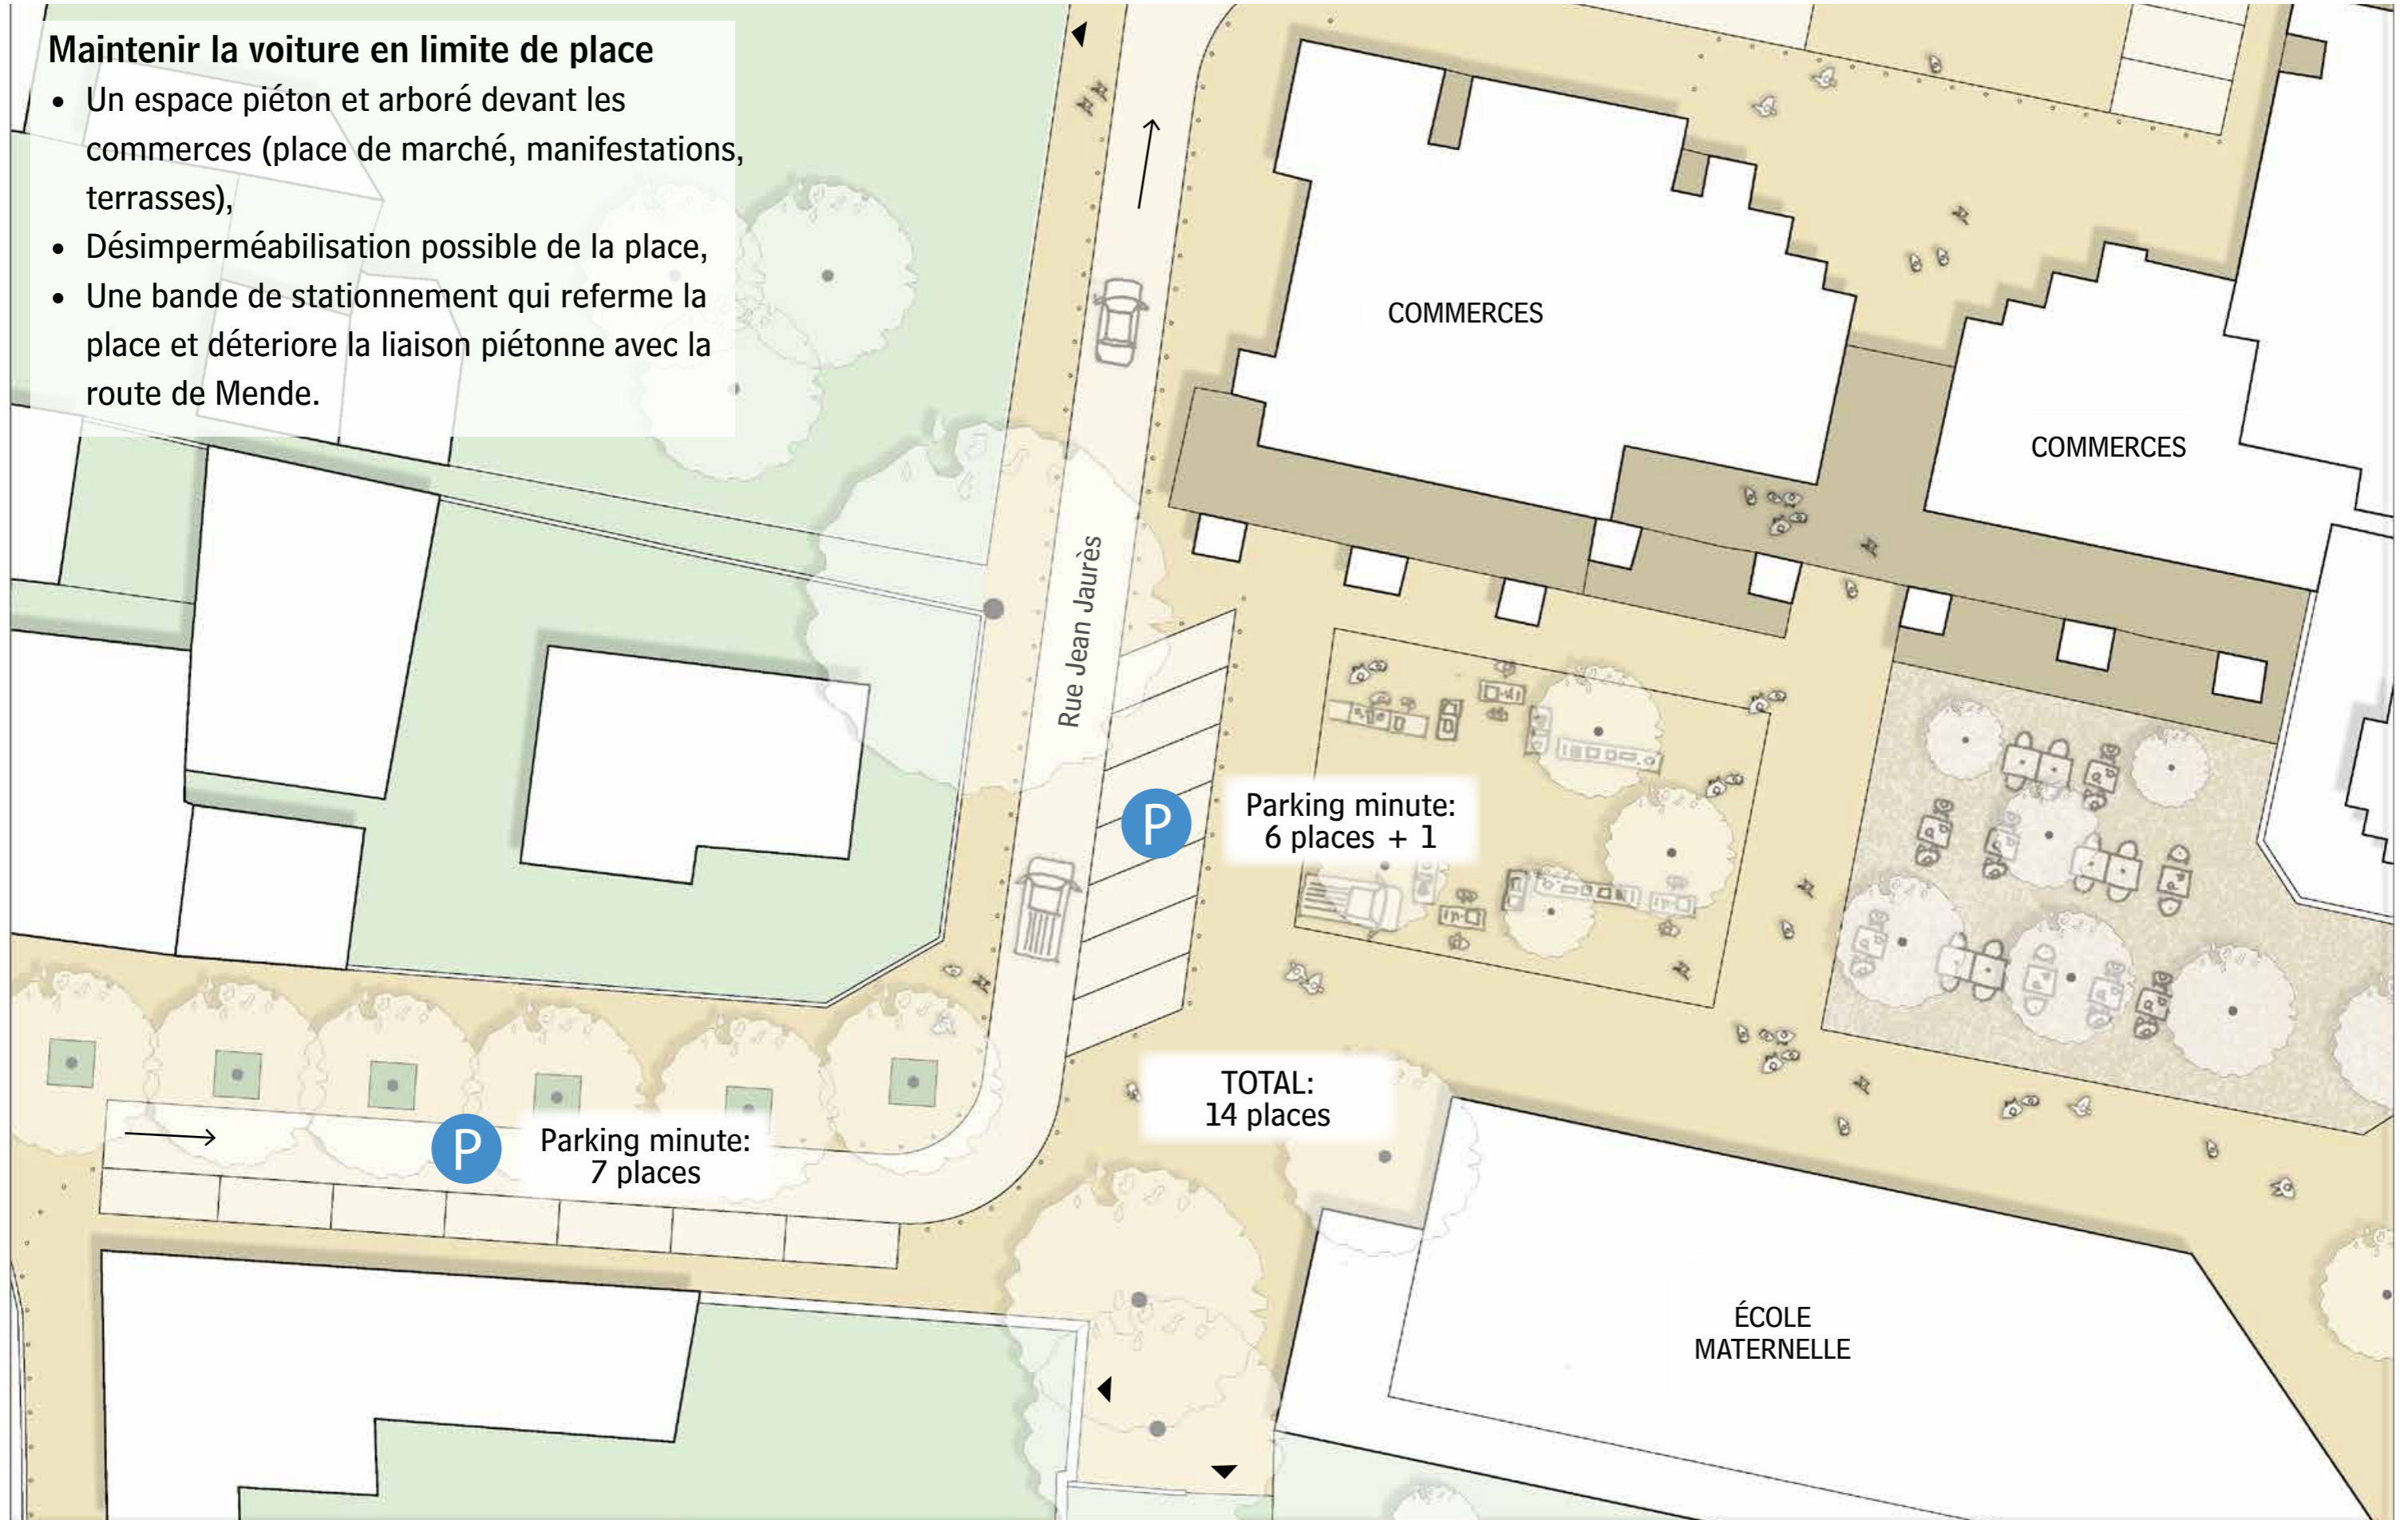 Maintenir la voiture en limite de place
• Un espace piéton et arboré devant les
commerces (place de marché, manifestations,
terrasses),
• Désimperméabilisation possible de la place,
• Une bande de stationnement qui referme la
place et déteriore la liaison piétonne avec la
route de Mende.
COMMERCES
COMMERCES
Rue Jean Jaurès
P
Parking minute:
6 places + 1
TOTAL:
14 places
P
Parking minute:
7 places
ÉCOLE
MATERNELLE